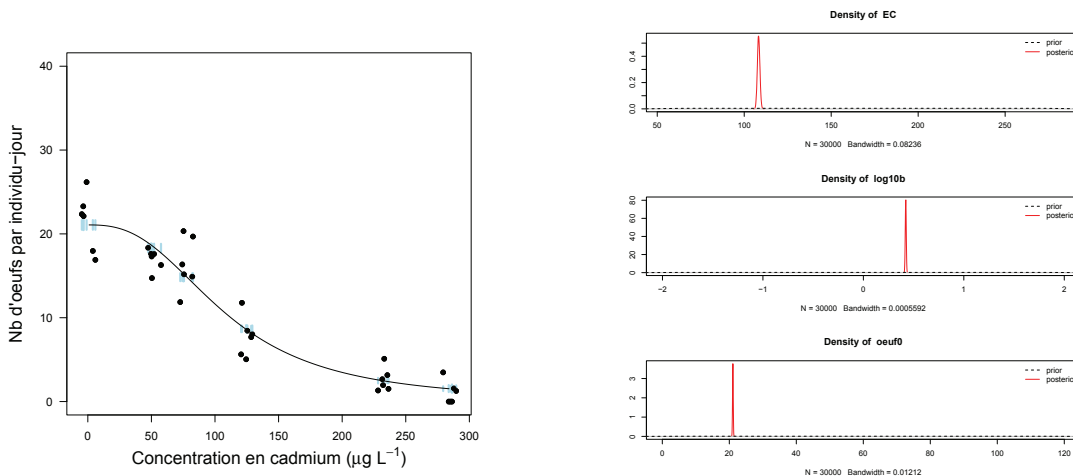 Nb d'oeufs par individu−jour
40
30
20
10
0
0 50 100 150 200 250 300
Concentration en cadmium (μg L−1)
Density of EC
prior
posterio
0.4
0.2
0.0
50 100 150 200 250
N = 30000 Bandwidth = 0.08236
Density of log10b
prior
posterio
80
60
40
20
0
−2 −1 0 1 2
N = 30000 Bandwidth = 0.0005592
Density of oeuf0
prior
posterio
3
2
1
0
0 20 40 60 80 100 120
N = 30000 Bandwidth = 0.01212